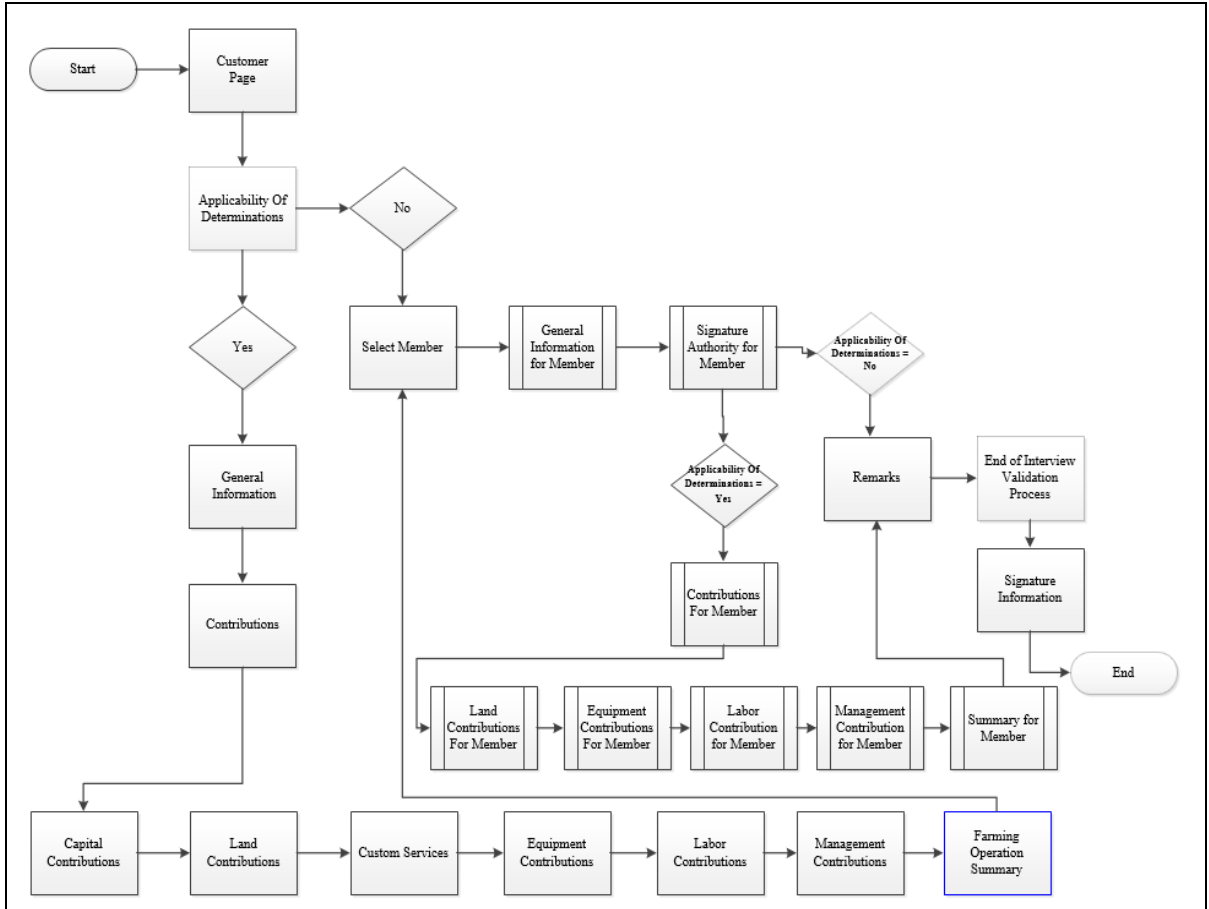 Start
Customer
Page
Applicability Of
Determinations
No
Yes
Select Member
General
Information
for Member
Signature
Authority for
Member
Applicability Of
Determinations =
No
General
Information
Applicability Of
Determinations =
Yes
Remarks
End of Interview
Validation
Process
Contributions
Contributions
For Member
Signature
Information
End
Land
Contributions
For Member
Equipment
Contributions
For Member
Labor
Contribution
for Member
Management
Contribution
for Member
Summary for
Member
Capital
Contributions
Land
Contributions
Custom Services
Equipment
Contributions
Labor
Contributions
Management
Contributions
Farming
Operation
Summary